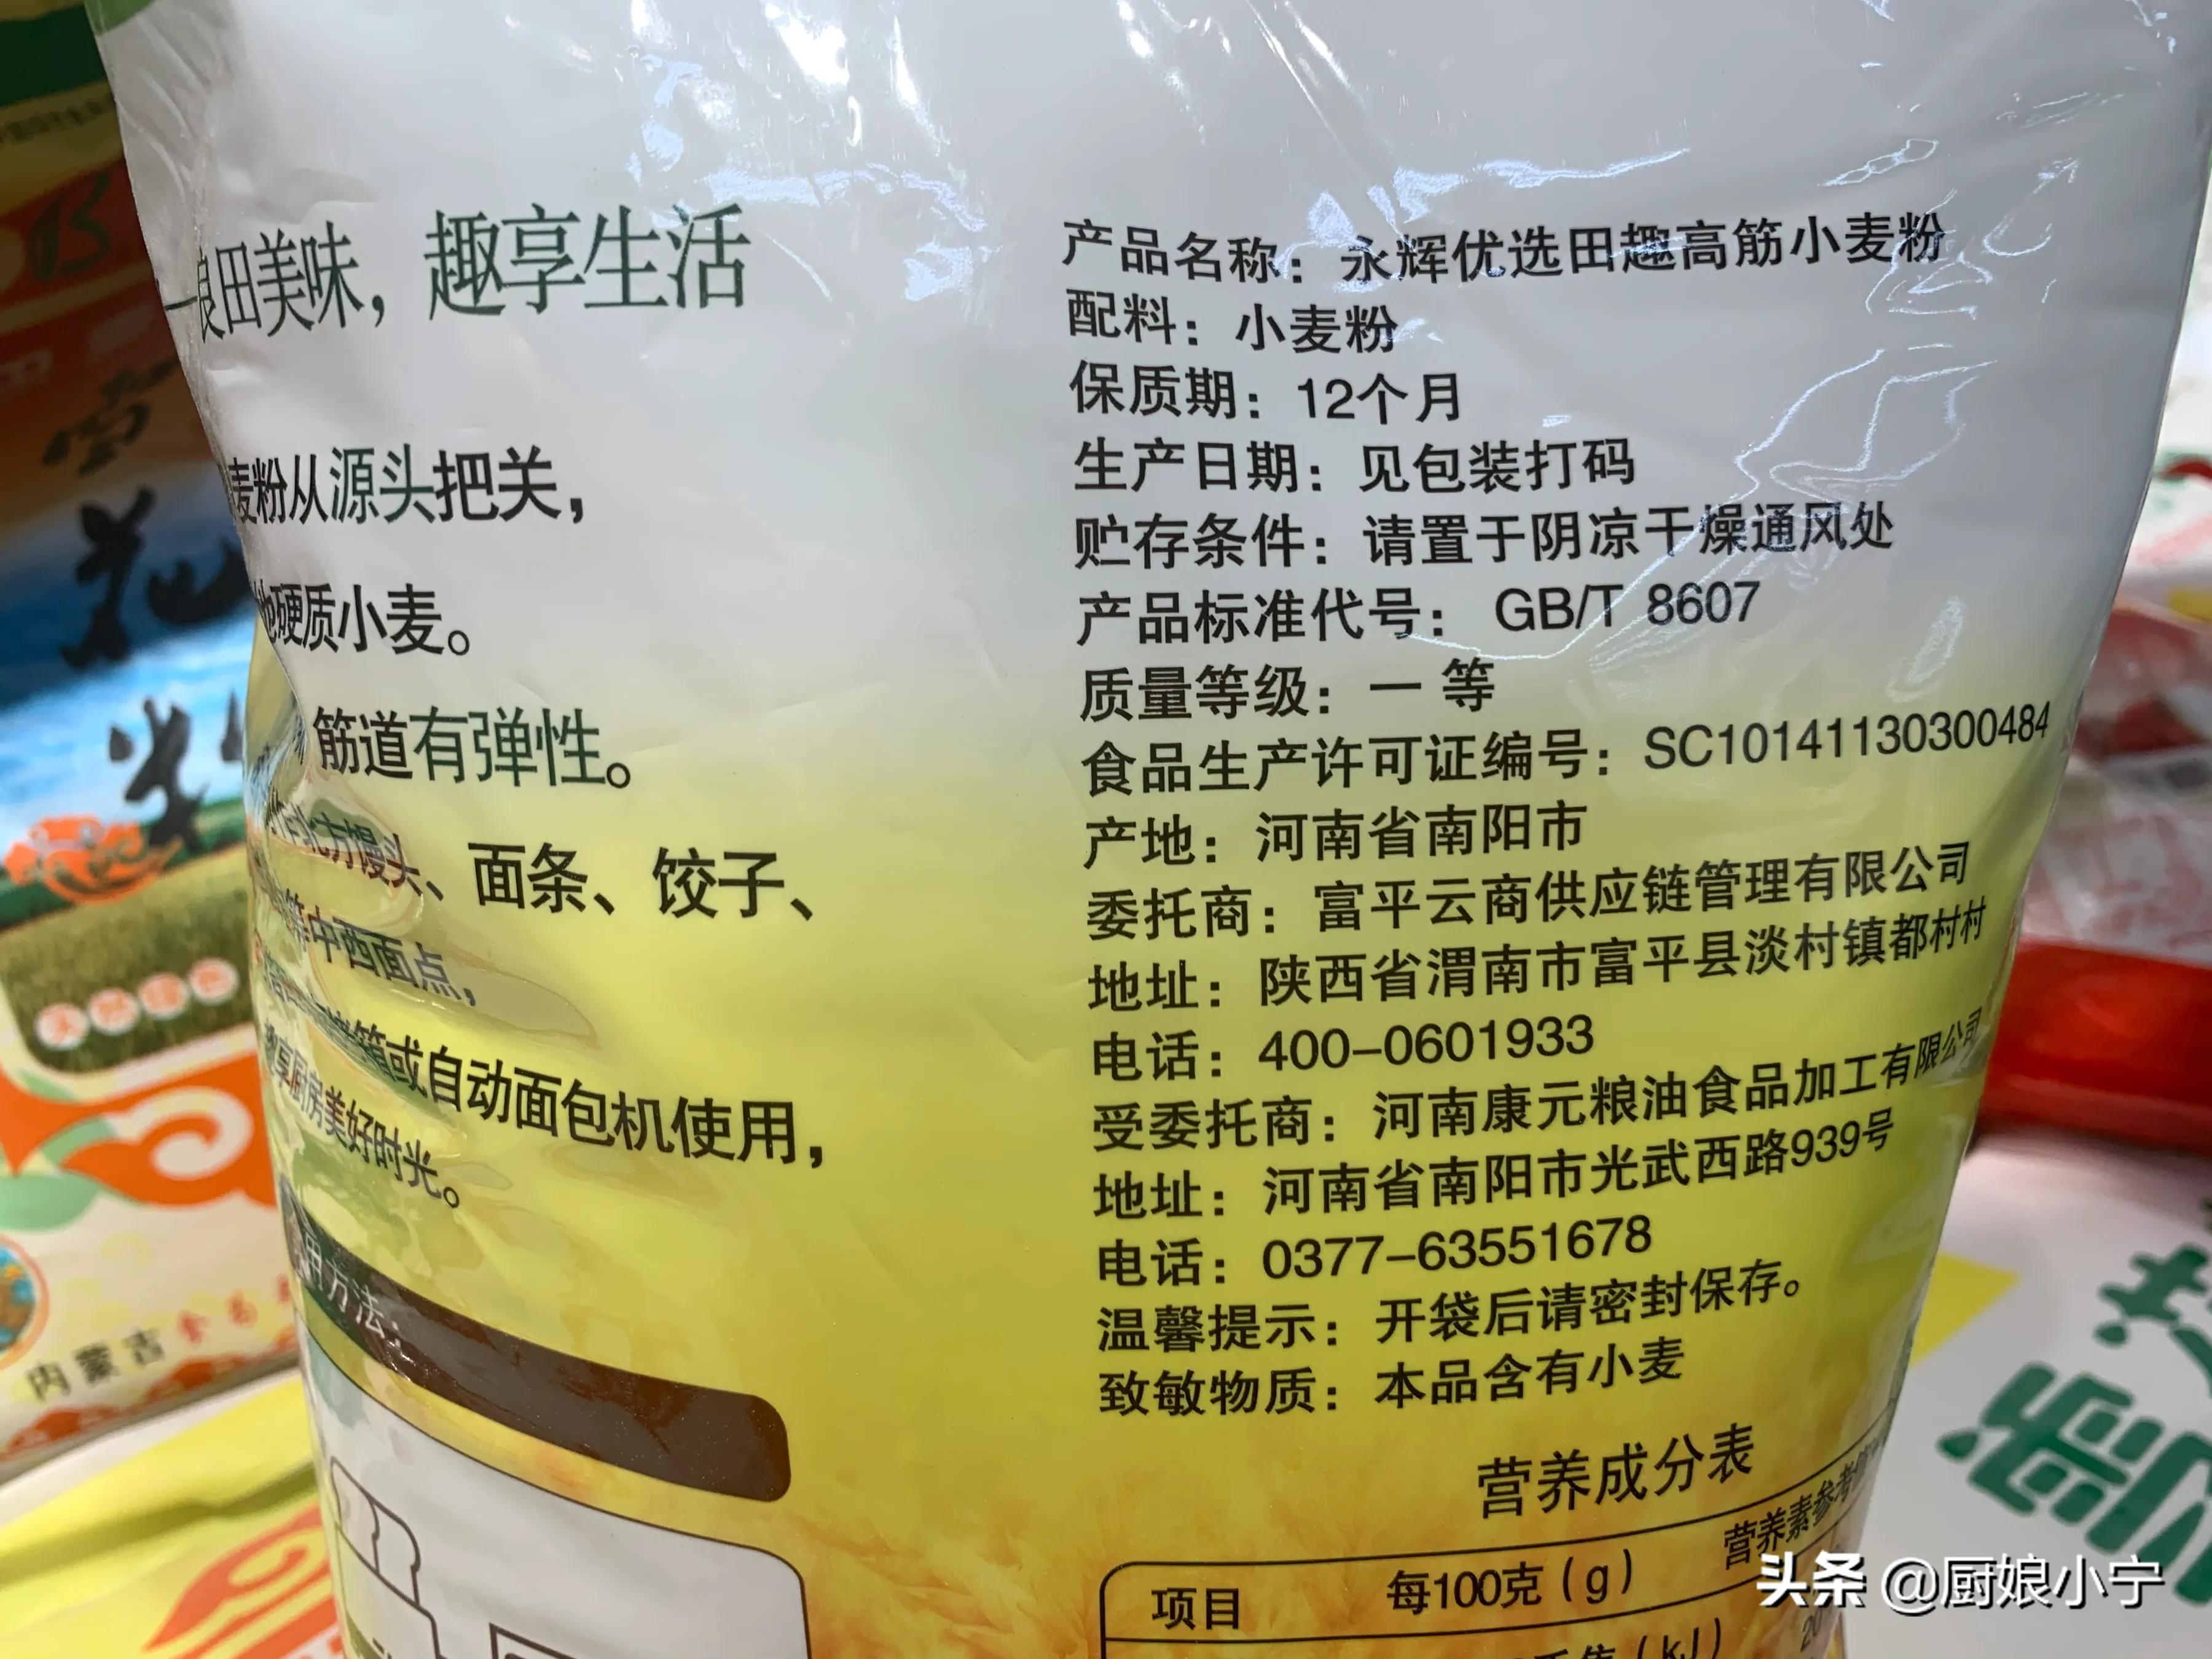 良田美味，趣享生活
麦粉从源头把关，
硬质小麦。
筋道有弹性。
北方馒头、面条、饺子、
等中西面点，
箱或自动面包机使用，
享厨房美好时光。
用方法：
产品名称：永辉优选田趣高筋小麦粉
配料：小麦粉
保质期：12个月
生产日期：见包装打码
贮存条件：请置于阴凉干燥通风处
产品标准代号：GB/T 8607
质量等级：一等
食品生产许可证编号：SC10141130300484
产地：河南省南阳市
委托商：富平云商供应链管理有限公司
地址：陕西省渭南市富平县淡村镇都村村
电话：400-0601933
受委托商：河南康元粮油食品加工有限公司
地址：河南省南阳市光武西路939号
电话：0377-63551678
温馨提示：开袋后请密封保存。
致敏物质：本品含有小麦
营养成分表
项目 每100克(g) 营养素参考
(kJ)
雪花粉
内蒙古
头条 @厨娘小宁